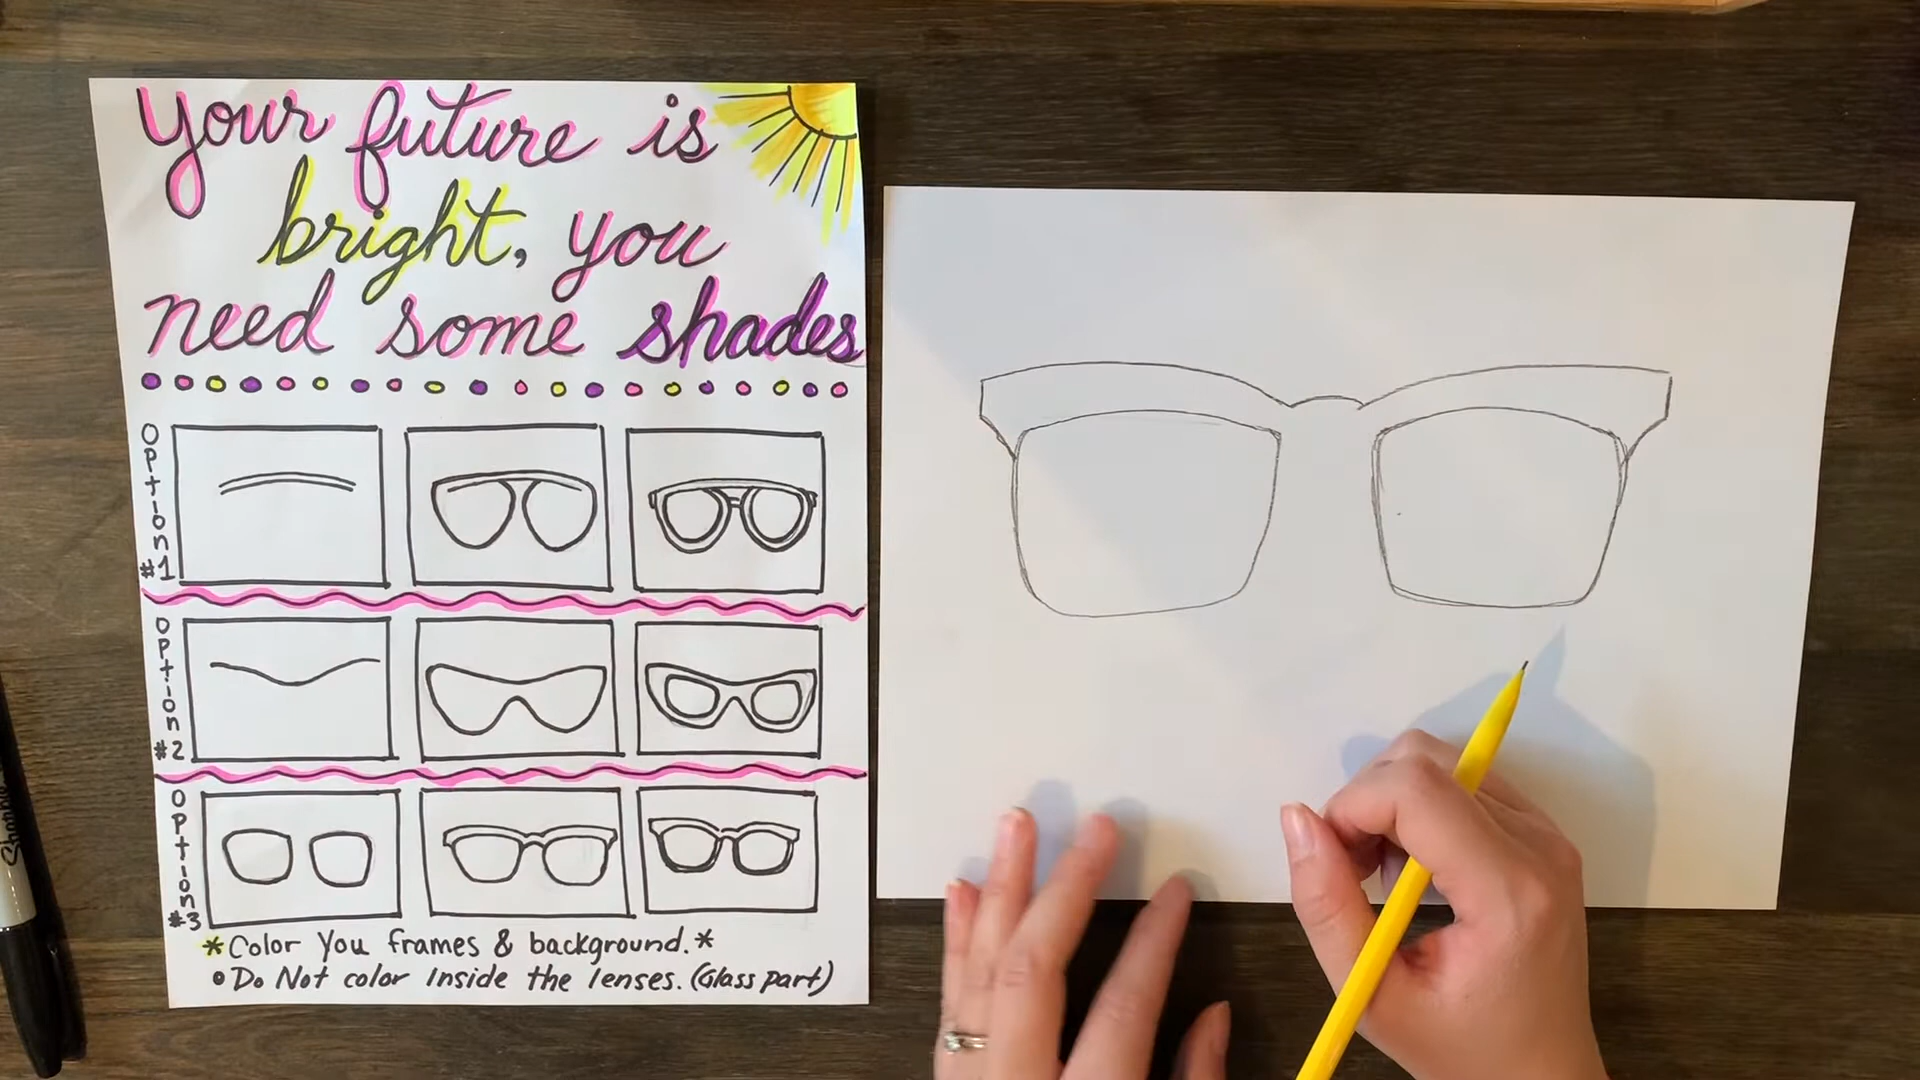 Your future is
bright, you
need some shades
Option #1
Option #2
Option #3
*Color You frames & background.*
• Do Not color Inside the lenses. (Glass part)
Sharpie